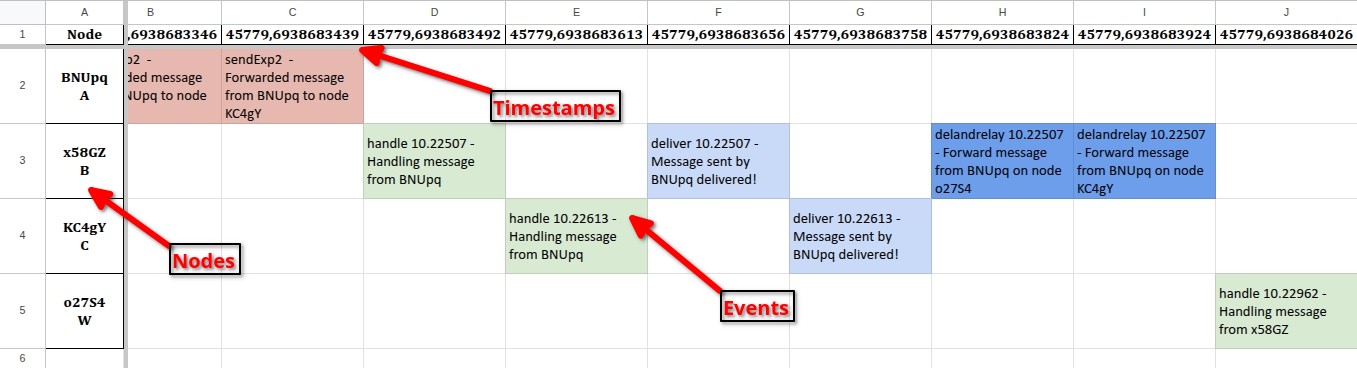 B C D E F G H I J
1 Node ,6938683346 45779,6938683439 45779,6938683492 45779,6938683613 45779,6938683656 45779,6938683758 45779,6938683824 45779,6938683924 45779,6938684026
2
BNUpq
A
p2 -
ded message
NUpq to node
sendExp2 -
Forwarded message
from BNUpq to node
KC4gY
Timestamps
3
x58GZ
B
handle 10.22507 -
Handling message
from BNUpq
deliver 10.22507 -
Message sent by
BNUpq delivered!
delandrelay 10.22507
- Forward message
from BNUpq on node
o27S4
delandrelay 10.22507
- Forward message
from BNUpq on node
KC4gY
4
KC4gY
C
Nodes
handle 10.22613 -
Handling message
from BNUpq
deliver 10.22613 -
Message sent by
BNUpq delivered!
5
o27S4
W
Events
handle 10.22962 -
Handling message
from x58GZ
6